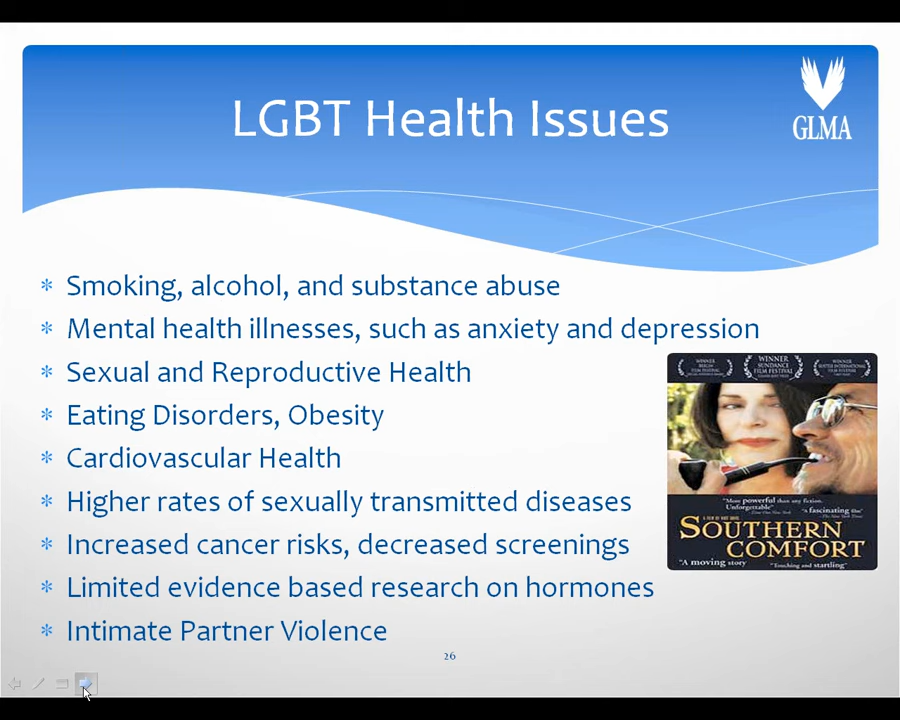 LGBT Health Issues
GLMA
* Smoking, alcohol, and substance abuse
* Mental health illnesses, such as anxiety and depression
* Sexual and Reproductive Health
* Eating Disorders, Obesity
* Cardiovascular Health
* Higher rates of sexually transmitted diseases
* Increased cancer risks, decreased screenings
* Limited evidence based research on hormones
* Intimate Partner Violence
WINNER
WINNER
SUNDANCE
FILM FESTIVAL
WINNER
"More powerful than any fiction.
Unforgettable"
"A fascinating film"
SOUTHERN
COMFORT
"A moving story
"Touching and startling"
26